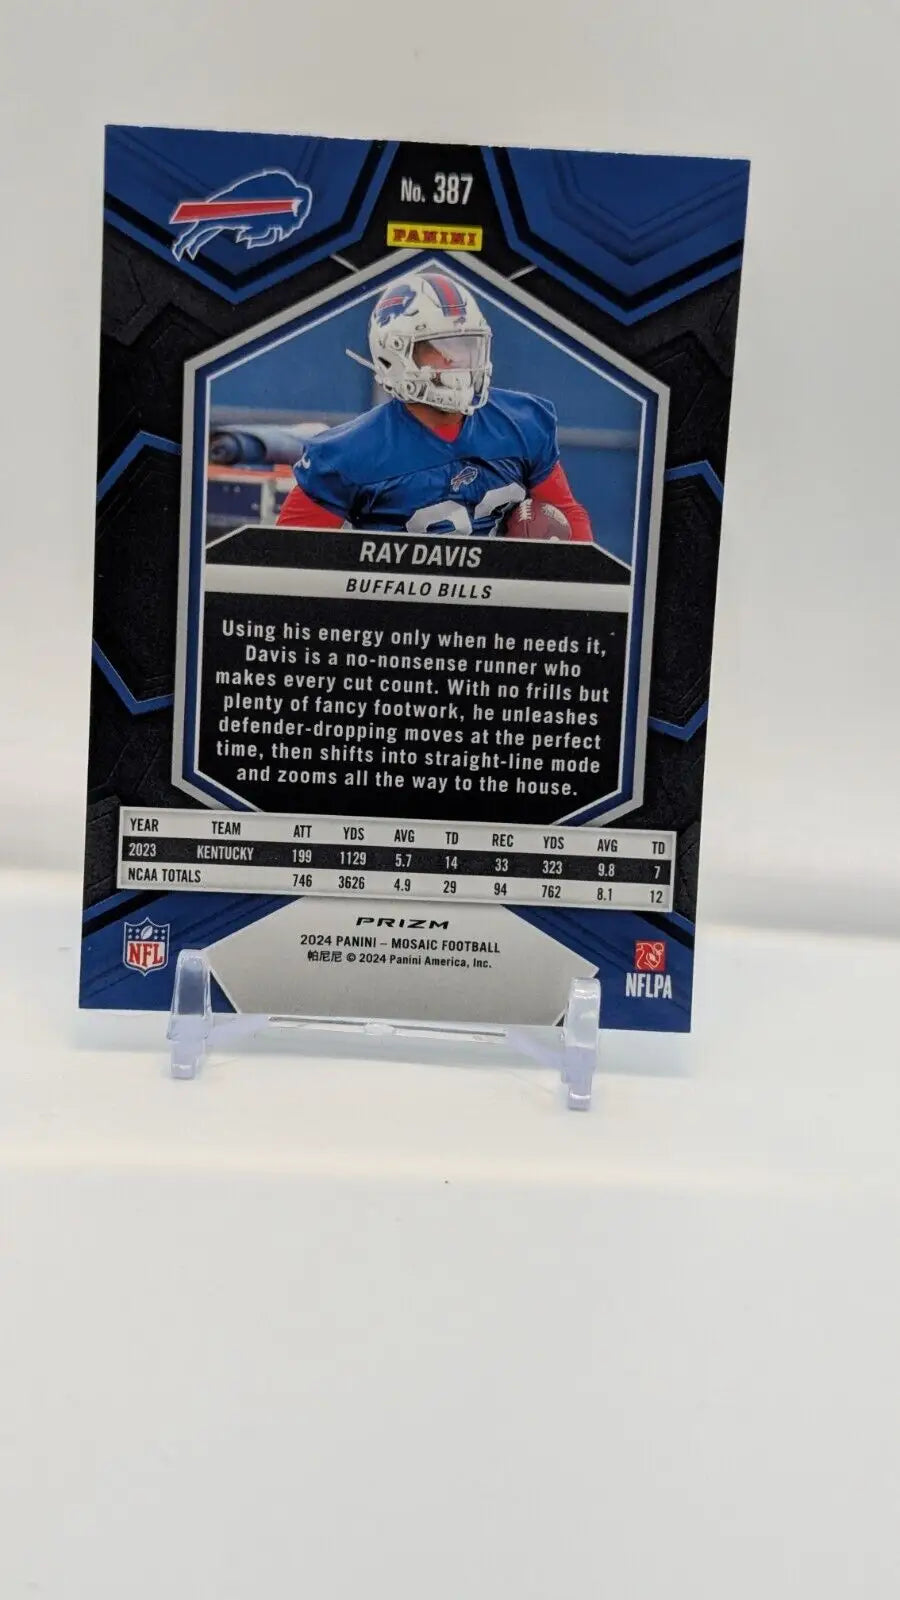 No. 387
PANINI
RAY DAVIS
BUFFALO BILLS
Using his energy only when he needs it,
Davis is a no-nonsense runner who
makes every cut count. With no frills but
plenty of fancy footwork, he unleashes
defender-dropping moves at the perfect
time, then shifts into straight-line mode
and zooms all the way to the house.
YEAR TEAM ATT YDS AVG TD REC YDS AVG TD
2023 KENTUCKY 199 1129 5.7 14 33 323 9.8 7
NCAA TOTALS 746 3626 4.9 29 94 762 8.1 12
PRIZM
2024 PANINI – MOSAIC FOOTBALL
帕尼尼 © 2024 Panini America, Inc.
NFL
NFLPA